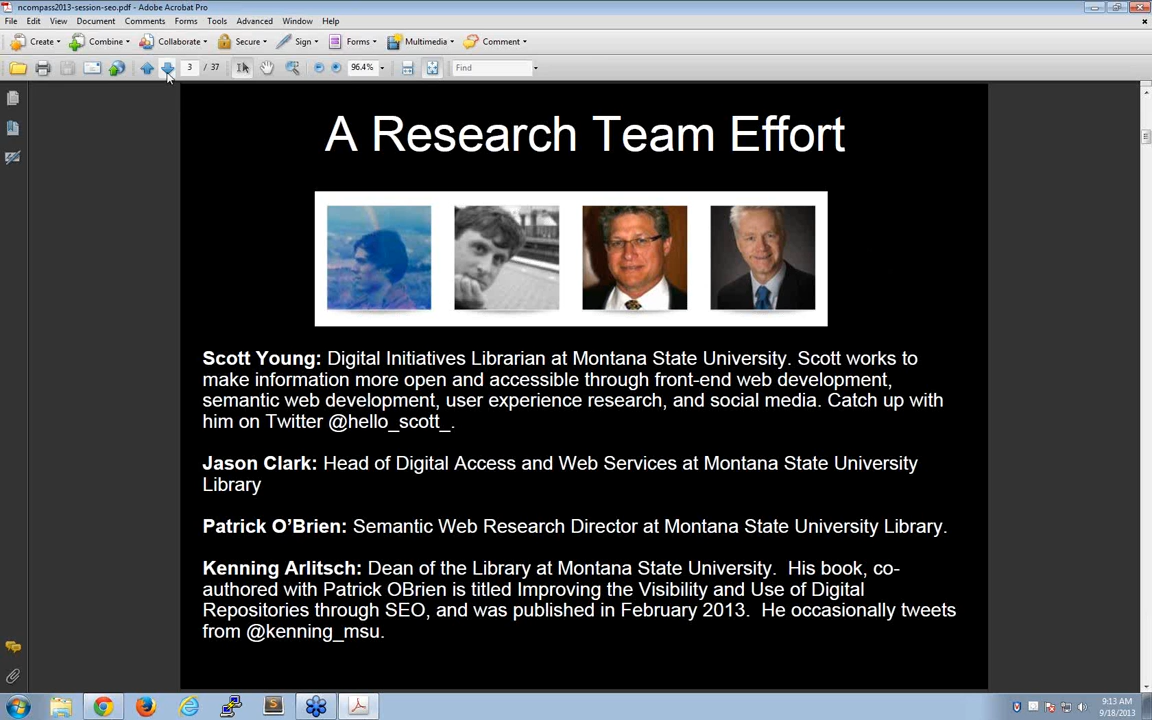 ncompass2013-session-seo.pdf - Adobe Acrobat Pro
File Edit View Document Comments Forms Tools Advanced Window Help
Create Combine Collaborate Secure Sign Forms Multimedia Comment
3 / 37 96.4% Find
A Research Team Effort
Scott Young: Digital Initiatives Librarian at Montana State University. Scott works to
make information more open and accessible through front-end web development,
semantic web development, user experience research, and social media. Catch up with
him on Twitter @hello_scott_.
Jason Clark: Head of Digital Access and Web Services at Montana State University
Library
Patrick O’Brien: Semantic Web Research Director at Montana State University Library.
Kenning Arlitsch: Dean of the Library at Montana State University. His book, co-
authored with Patrick OBrien is titled Improving the Visibility and Use of Digital
Repositories through SEO, and was published in February 2013. He occasionally tweets
from @kenning_msu.
9:13 AM
9/18/2013